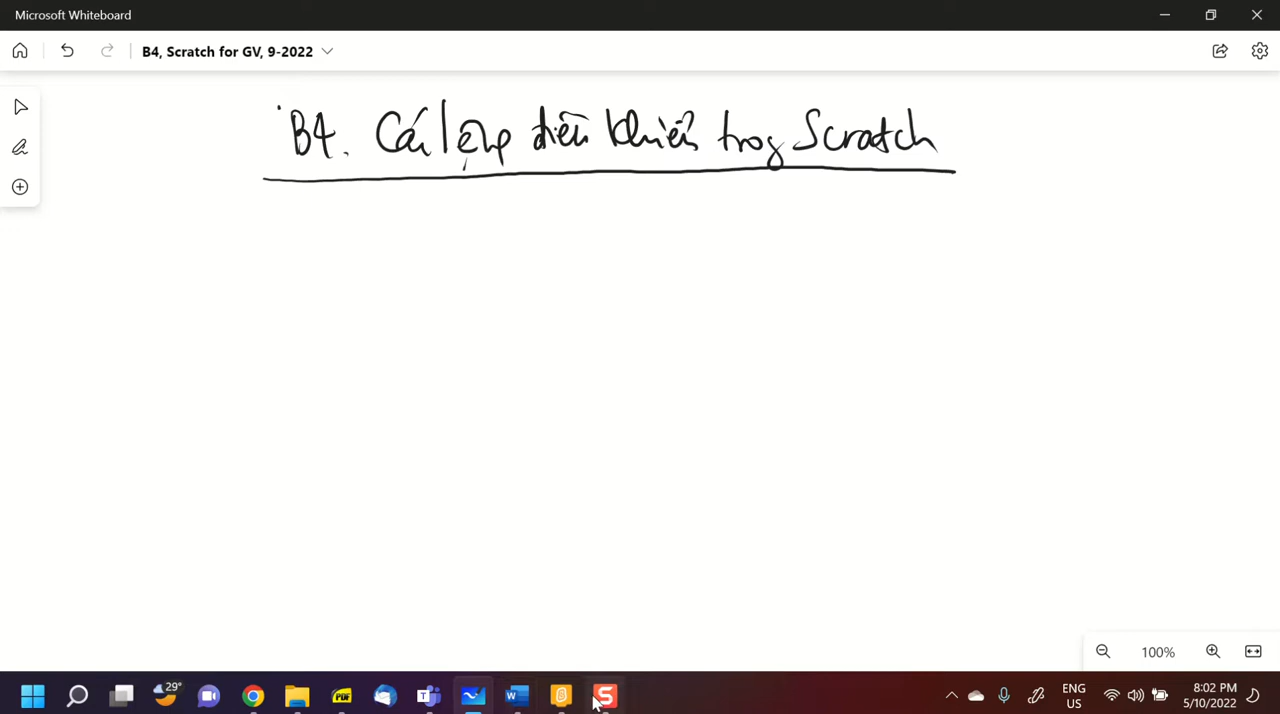 Microsoft Whiteboard
B4, Scratch for GV, 9-2022
B4. Các lệnh điều khiển trong Scratch
100%
29°
PDF
W
S
ENG
US
8:02 PM
5/10/2022